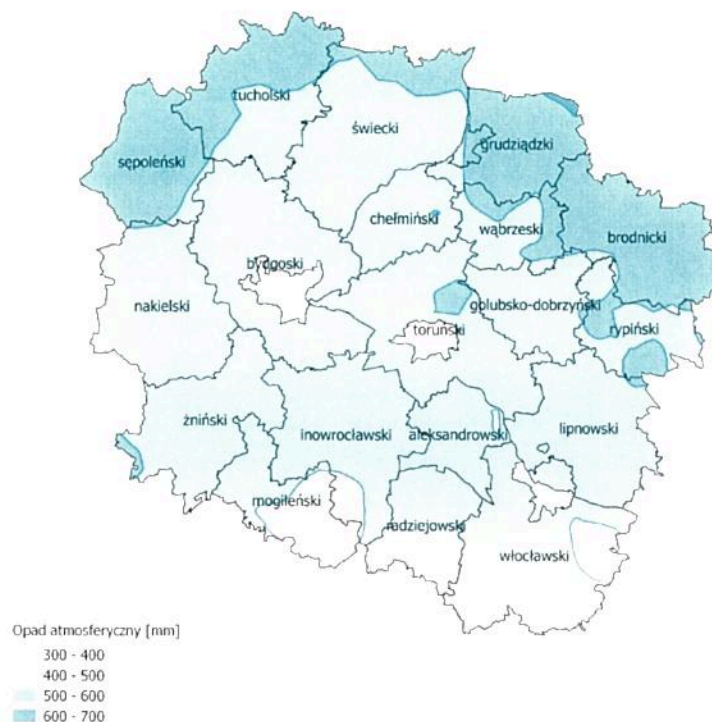 tucholski
świecki
sępoleński
grudziądzki
chełmiński
wąbrzeski
brodnicki
bydgoski
nakielski
golubsko-dobrzyński
toruński
rypiński
żniński
inowrocławski
aleksandrowski
lipnowski
mogileński
radziejowski
włocławski
Opad atmosferyczny [mm]
300 - 400
400 - 500
500 - 600
600 - 700